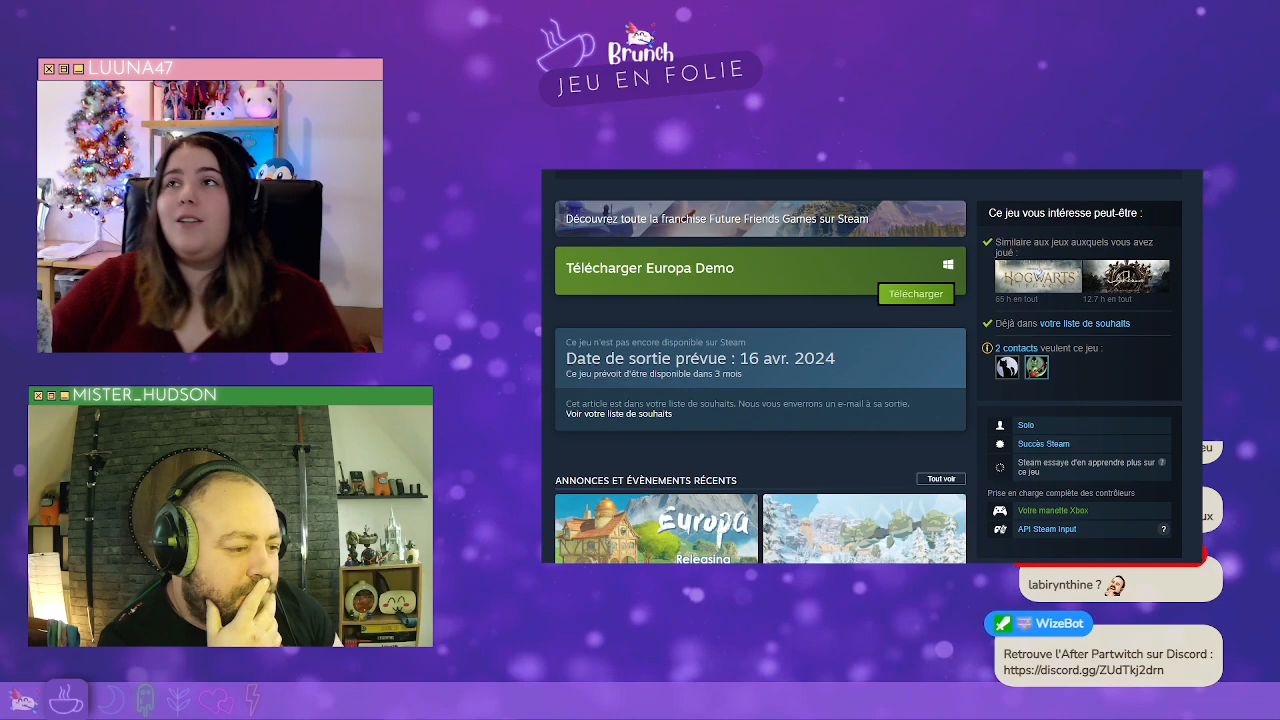 LUUNA47
Brunch
JEU EN FOLIE
Découvrez toute la franchise Future Friends Games sur Steam
Télécharger Europa Demo
Télécharger
Ce jeu n'est pas encore disponible sur Steam
Date de sortie prévue : 16 avr. 2024
Ce jeu prévoit d'être disponible dans 3 mois
Cet article est dans votre liste de souhaits. Nous vous enverrons un e-mail à sa sortie.
Voir votre liste de souhaits
ANNONCES ET ÉVÈNEMENTS RÉCENTS
Tout voir
Europa
Releasing
Ce jeu vous intéresse peut-être :
Similaire aux jeux auxquels vous avez
joué :
HOGWARTS
65 h en tout
12.7 h en tout
Déjà dans votre liste de souhaits
2 contacts veulent ce jeu :
Solo
Succès Steam
Steam essaye d'en apprendre plus sur
ce jeu
?
Prise en charge complète des contrôleurs
Votre manette Xbox
API Steam Input
?
MISTER_HUDSON
eu
ux
labirynthine ?
WizeBot
Retrouve l'After Partwitch sur Discord :
https://discord.gg/ZUdTkj2drn